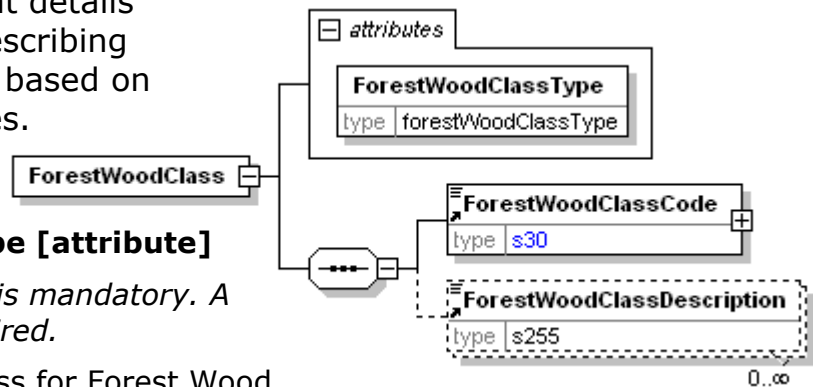 t details
escribing
based on
es.
attributes
ForestWoodClassType
type forestWoodClassType
ForestWoodClass
ForestWoodClassCode
type s30
ForestWoodClassDescription
type s255
0..∞
pe [attribute]
is mandatory. A
ired.
ss for Forest Wood